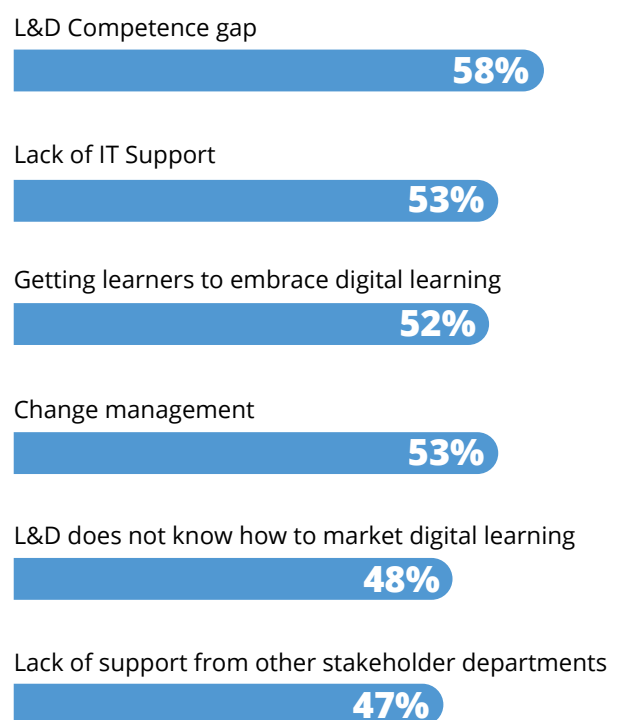 L&D Competence gap
58%
Lack of IT Support
53%
Getting learners to embrace digital learning
52%
Change management
53%
L&D does not know how to market digital learning
48%
Lack of support from other stakeholder departments
47%